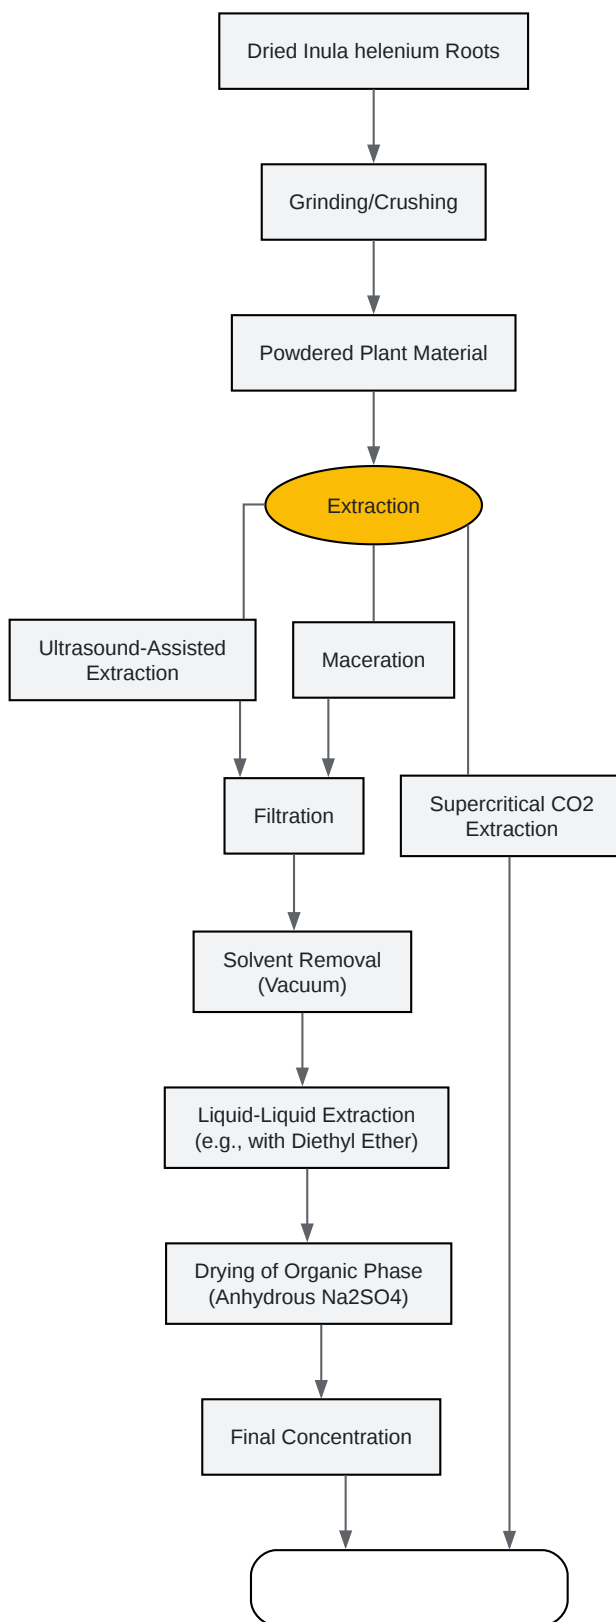 Dried Inula helenium Roots
Grinding/Crushing
Powdered Plant Material
Extraction
Ultrasound-Assisted
Extraction
Maceration
Filtration
Supercritical CO2
Extraction
Solvent Removal
(Vacuum)
Liquid-Liquid Extraction
(e.g., with Diethyl Ether)
Drying of Organic Phase
(Anhydrous Na2SO4)
Final Concentration